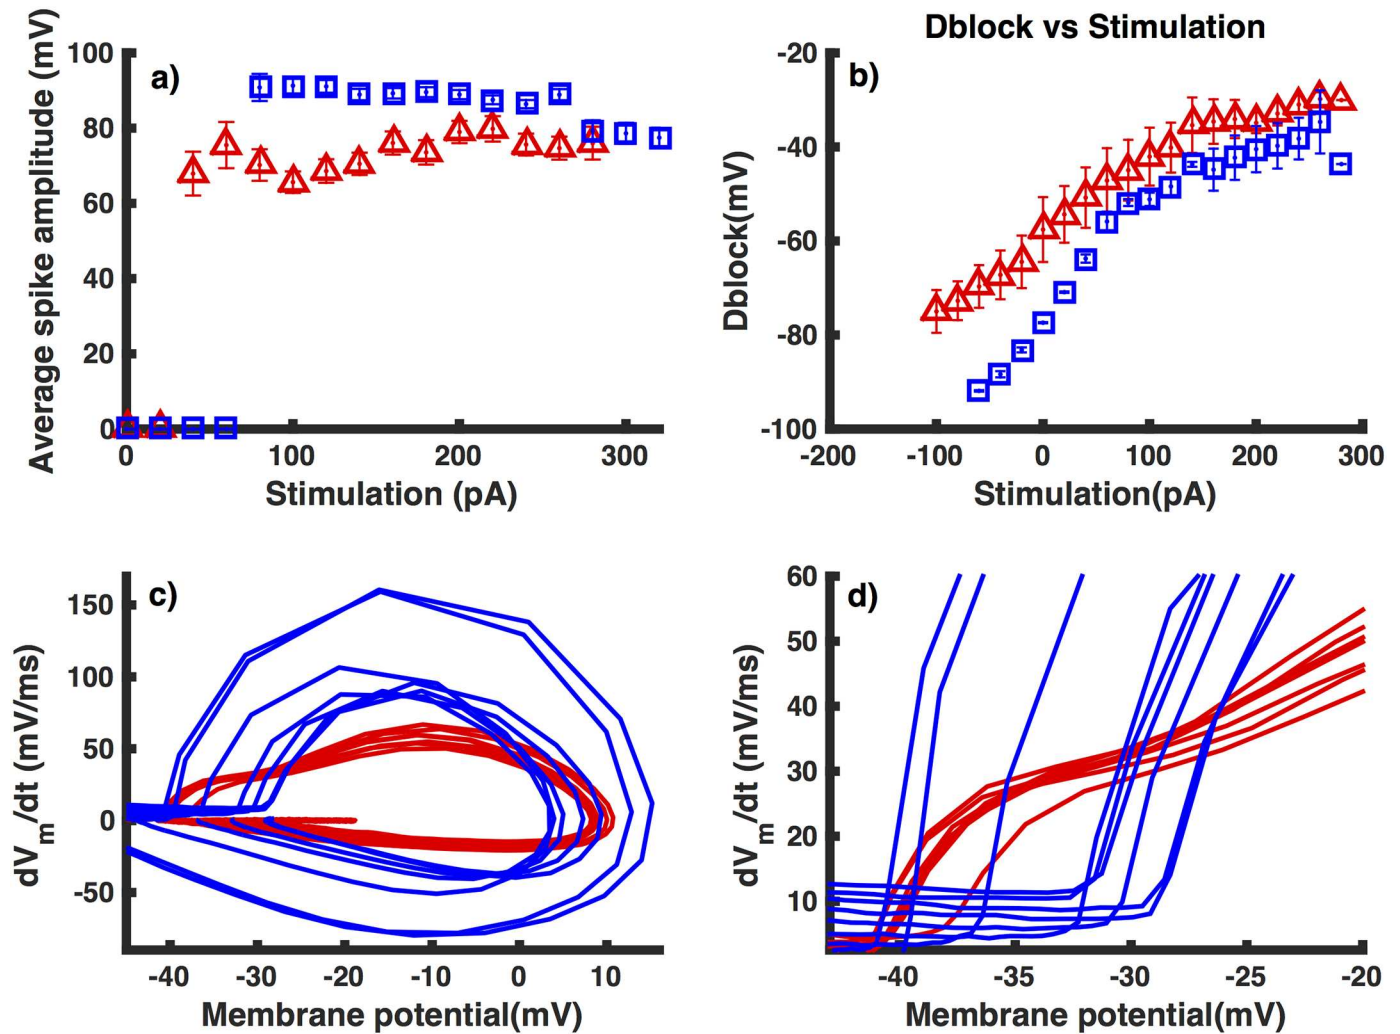 Dblock vs Stimulation
a)
Average spike amplitude (mV)
100
80
60
40
20
0
0 100 200 300
Stimulation (pA)
b)
Dblock(mV)
-20
-40
-60
-80
-100
-200 -100 0 100 200 300
Stimulation(pA)
c)
dVm/dt (mV/ms)
150
100
50
0
-50
-40 -30 -20 -10 0 10
Membrane potential(mV)
d)
dVm/dt (mV/ms)
60
50
40
30
20
10
-40 -35 -30 -25 -20
Membrane potential(mV)